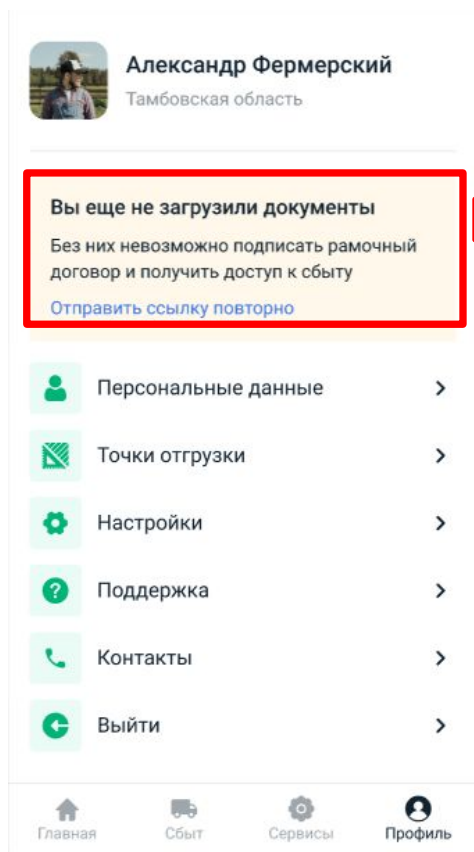 Александр Фермерский
Тамбовская область
Вы еще не загрузили документы
Без них невозможно подписать рамочный
договор и получить доступ к сбыту
Отправить ссылку повторно
Персональные данные
Точки отгрузки
Настройки
Поддержка
Контакты
Выйти
Главная Сбыт Сервисы Профиль